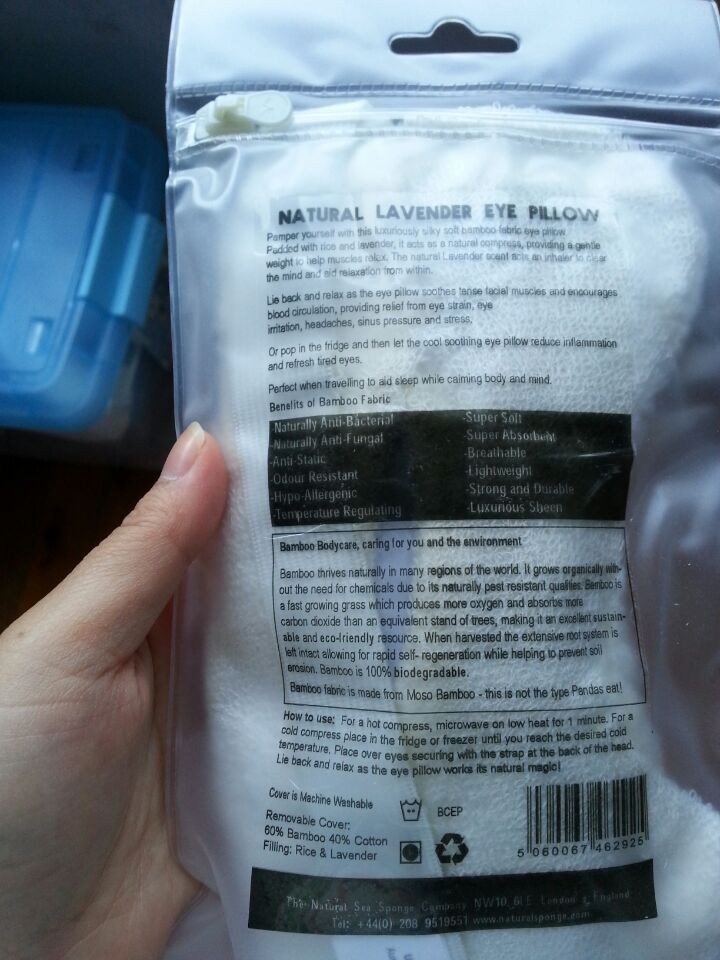 NATURAL LAVENDER EYE PILLOW
Pamper yourself with this luxuriously silky soft bamboo fabric eye pillow.
Padded with rice and lavender, it acts as a natural compress, providing a gentle
weight to help muscles relax. The natural Lavender scent acts an inhaler to clear
the mind and aid relaxation from within.
Lie back and relax as the eye pillow soothes tense facial muscles and encourages
blood circulation, providing relief from eye strain, eye
irritation, headaches, sinus pressure and stress.
Or pop in the fridge and then let the cool soothing eye pillow reduce inflammation
and refresh tired eyes.
Perfect when travelling to aid sleep while calming body and mind.
Benefits of Bamboo Fabric
-Naturally Anti-Bacterial
-Naturally Anti-Fungal
-Anti-Static
-Odour Resistant
-Hypo-Allergenic
-Temperature Regulating
-Super Soft
-Super Absorbent
-Breathable
-Lightweight
-Strong and Durable
-Luxurious Sheen
Bamboo Bodycare, caring for you and the environment
Bamboo thrives naturally in many regions of the world. It grows organically with-
out the need for chemicals due to its naturally pest resistant qualities. Bamboo is
a fast growing grass which produces more oxygen and absorbs more
carbon dioxide than an equivalent stand of trees, making it an excellent sustain-
able and eco-friendly resource. When harvested the extensive root system is
left intact allowing for rapid self- regeneration while helping to prevent soil
erosion. Bamboo is 100% biodegradable.
Bamboo fabric is made from Moso Bamboo - this is not the type Pandas eat!
How to use: For a hot compress, microwave on low heat for 1 minute. For a
cold compress place in the fridge or freezer until you reach the desired cold
temperature. Place over eyes securing with the strap at the back of the head.
Lie back and relax as the eye pillow works its natural magic!
Cover is Machine Washable
BCEP
Removable Cover:
60% Bamboo 40% Cotton
Filling: Rice & Lavender
5 060067 462925
The Natural Sea Sponge Company NW10 6LE London England
Tel: +44(0) 208 9519551 www.naturalsponge.com